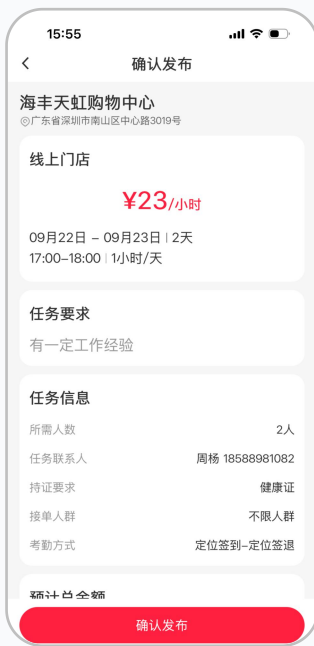 15:55
确认发布
海丰天虹购物中心
广东省深圳市南山区中心路3019号
线上门店
¥23/小时
09月22日 – 09月23日 | 2天
17:00–18:00 | 1小时/天
任务要求
有一定工作经验
任务信息
所需人数 2人
任务联系人 周杨 18588981082
持证要求 健康证
接单人群 不限人群
考勤方式 定位签到–定位签退
预计总金额
确认发布